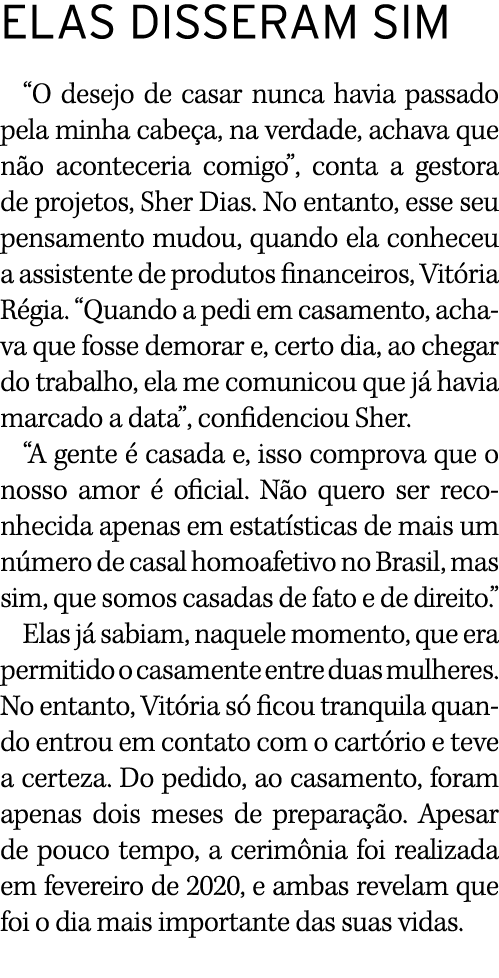 ELAS DISSERAM SIM
“O desejo de casar nunca havia passado
pela minha cabeça, na verdade, achava que
não aconteceria comigo”, conta a gestora
de projetos, Sher Dias. No entanto, esse seu
pensamento mudou, quando ela conheceu
a assistente de produtos financeiros, Vitória
Régia. “Quando a pedi em casamento, acha-
va que fosse demorar e, certo dia, ao chegar
do trabalho, ela me comunicou que já havia
marcado a data”, confidenciou Sher.
“A gente é casada e, isso comprova que o
nosso amor é oficial. Não quero ser reco-
nhecida apenas em estatísticas de mais um
número de casal homoafetivo no Brasil, mas
sim, que somos casadas de fato e de direito.”
Elas já sabiam, naquele momento, que era
permitido o casamente entre duas mulheres.
No entanto, Vitória só ficou tranquila quan-
do entrou em contato com o cartório e teve
a certeza. Do pedido, ao casamento, foram
apenas dois meses de preparação. Apesar
de pouco tempo, a cerimônia foi realizada
em fevereiro de 2020, e ambas revelam que
foi o dia mais importante das suas vidas.